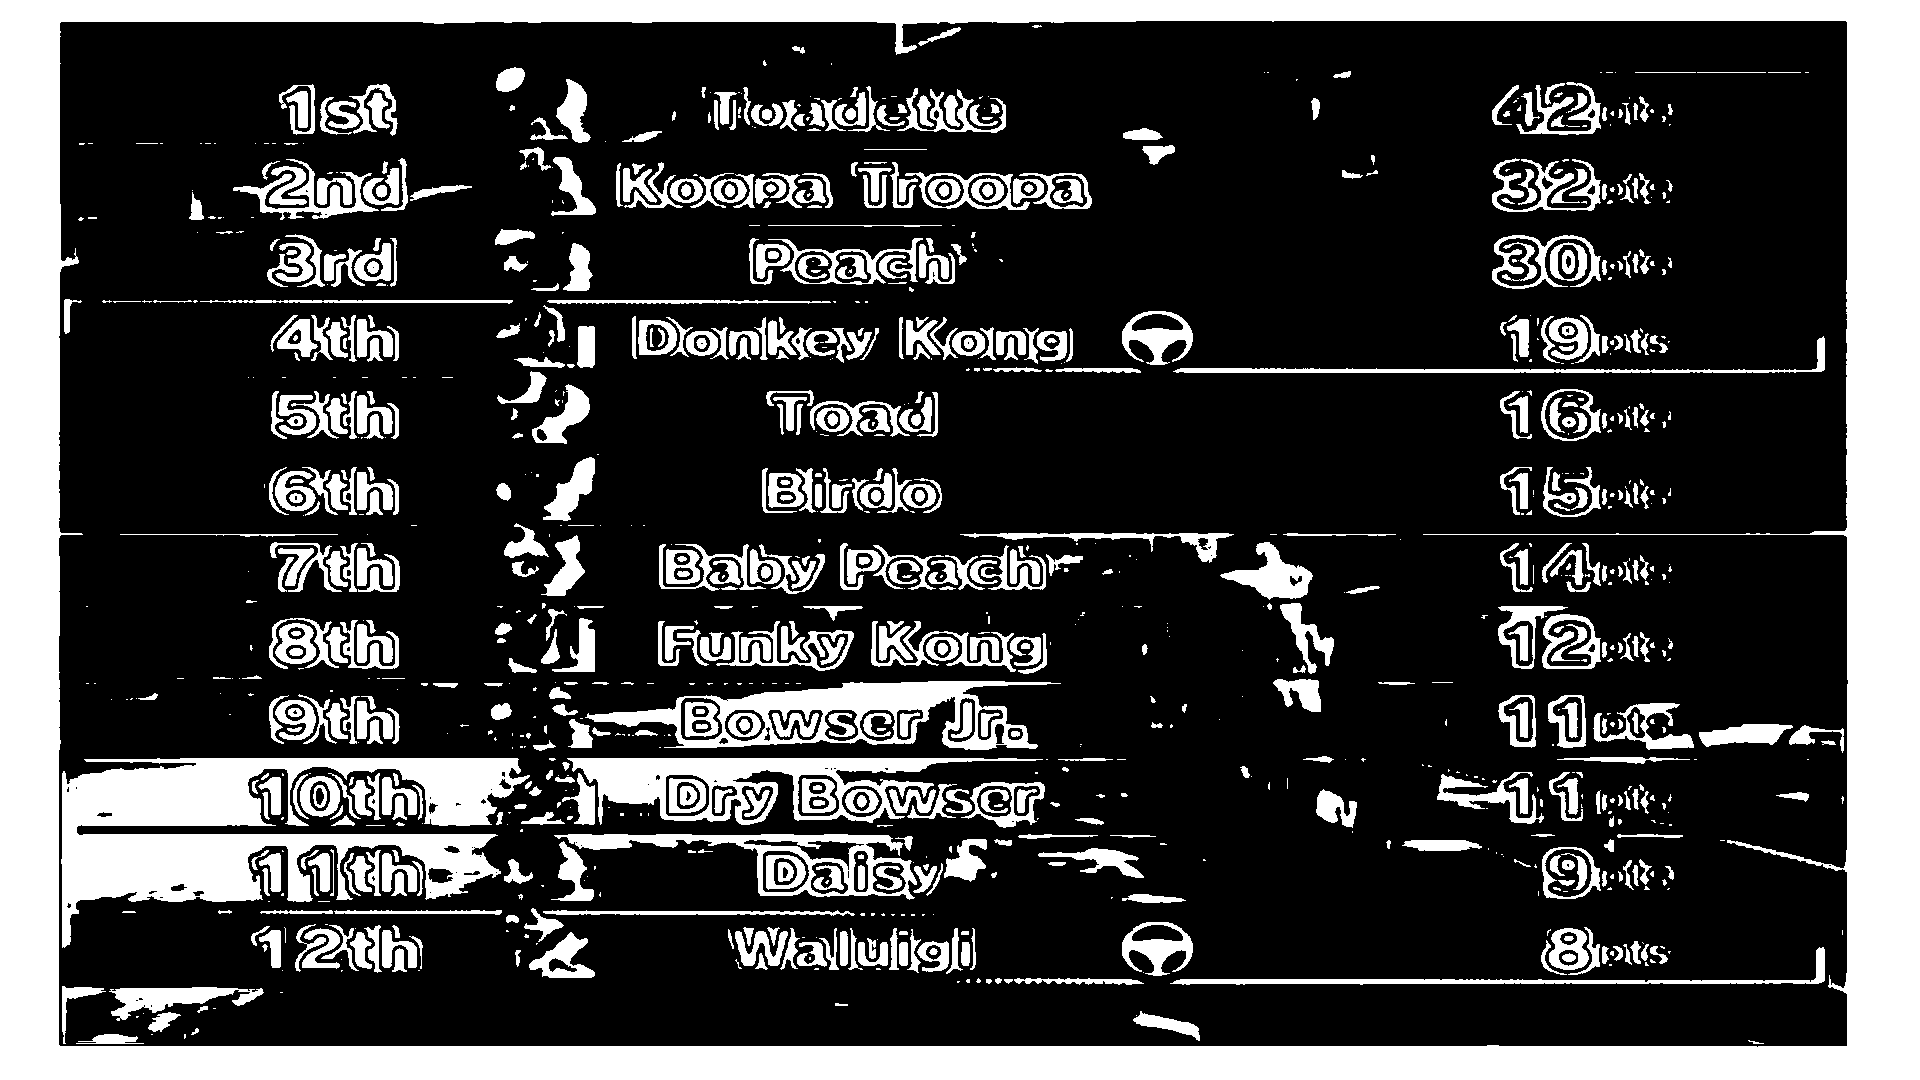 1st Toadette 42pts
2nd Koopa Troopa 32pts
3rd Peach 30pts
4th Donkey Kong 19pts
5th Toad 16pts
6th Birdo 15pts
7th Baby Peach 14pts
8th Funky Kong 12pts
9th Bowser Jr. 11pts
10th Dry Bowser 11pts
11th Daisy 9pts
12th Waluigi 8pts